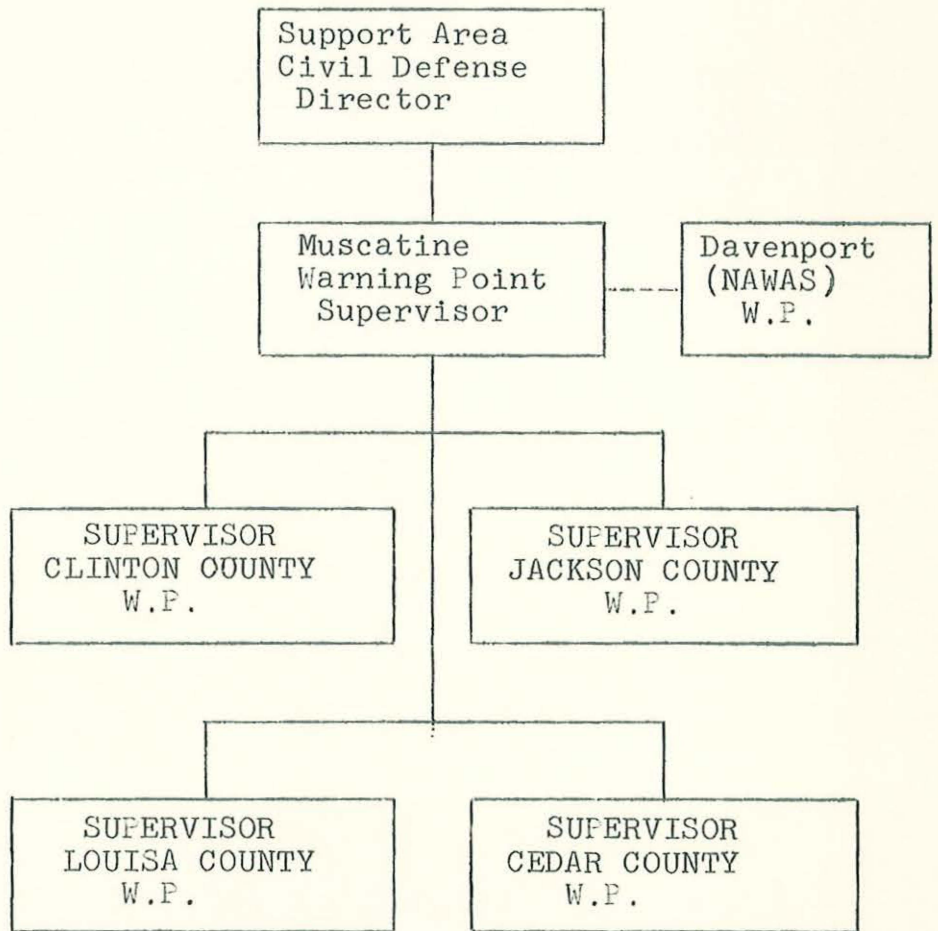 Support Area
Civil Defense
Director
Muscatine
Warning Point
Supervisor
Davenport
(NAWAS)
W.P.
SUPERVISOR
CLINTON COUNTY
W.P.
SUPERVISOR
JACKSON COUNTY
W.P.
SUPERVISOR
LOUISA COUNTY
W.P.
SUPERVISOR
CEDAR COUNTY
W.P.